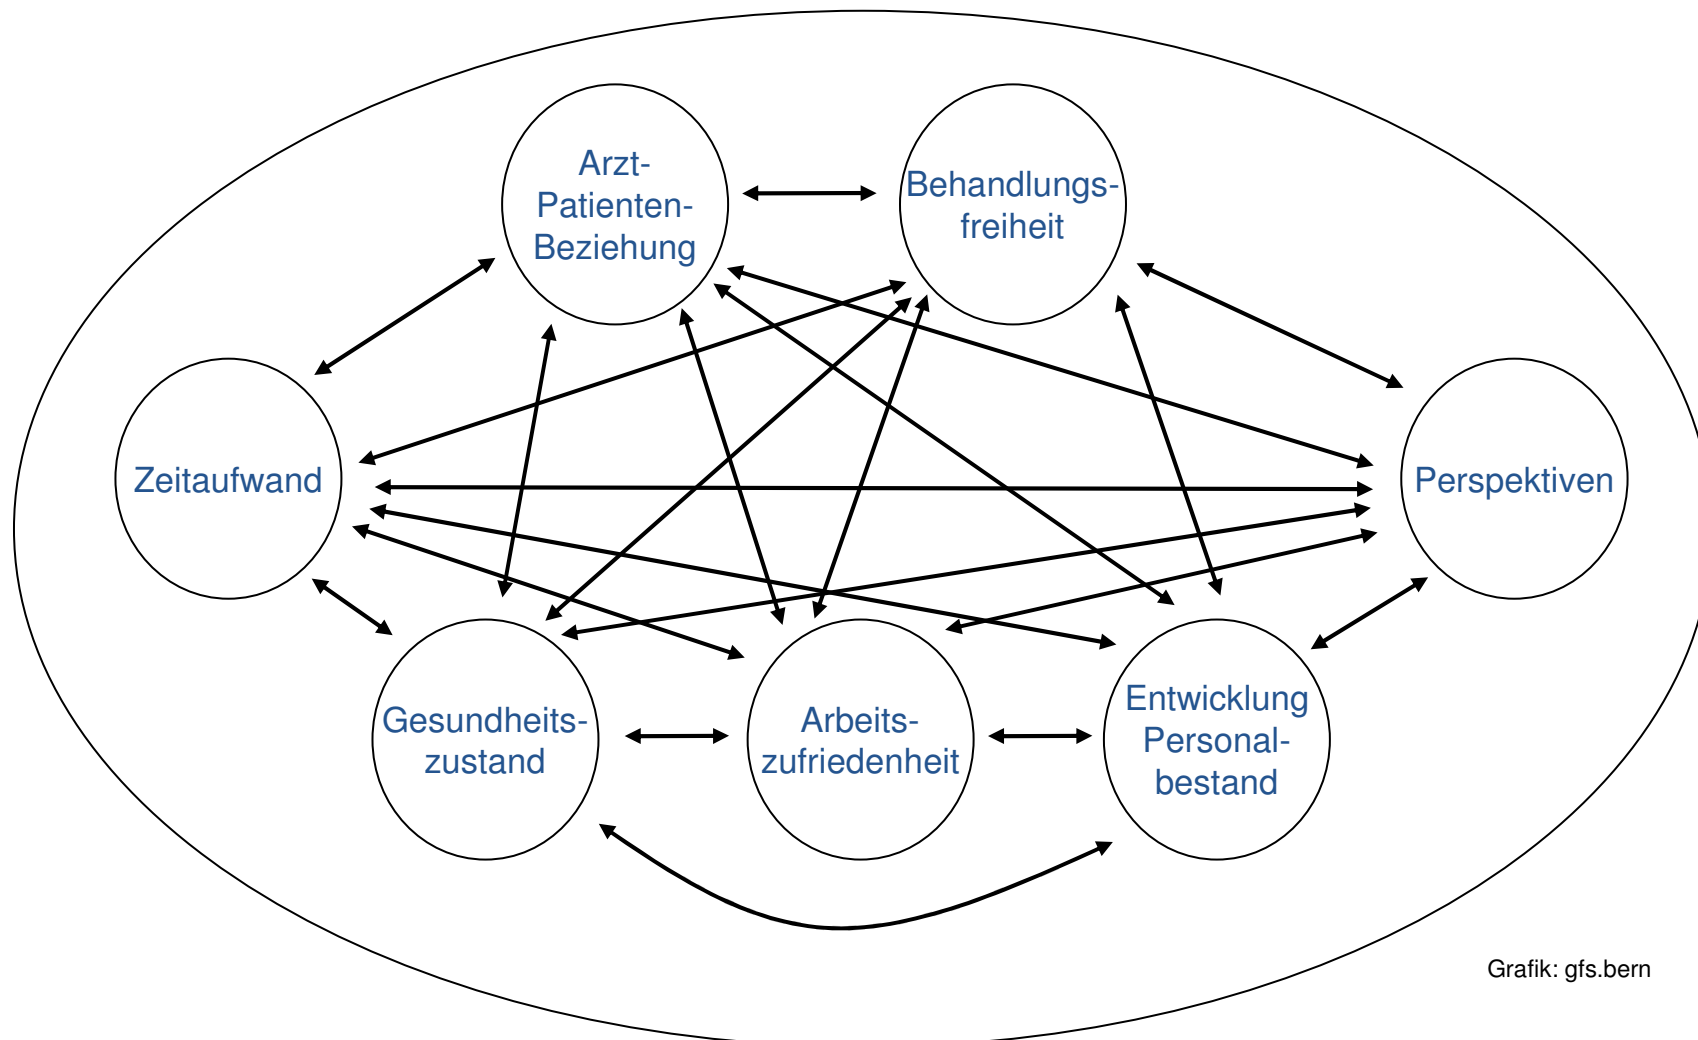 Arzt-
Patienten-
Beziehung
Behandlungs-
freiheit
Zeitaufwand
Perspektiven
Gesundheits-
zustand
Arbeits-
zufriedenheit
Entwicklung
Personal-
bestand
Grafik: gfs.bern